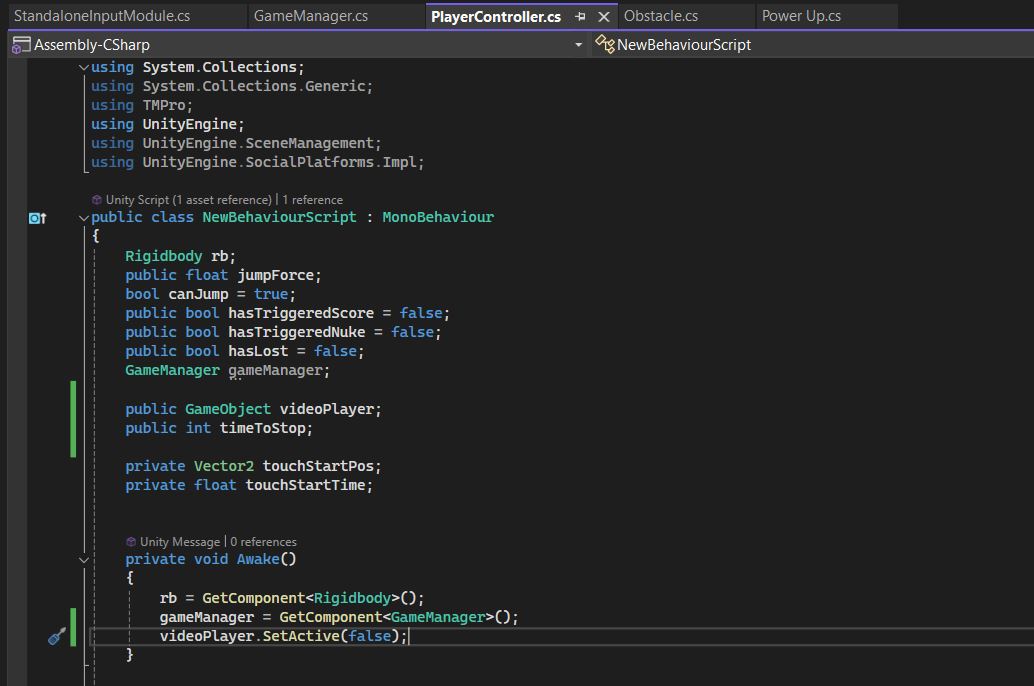 StandaloneInputModule.cs GameManager.cs PlayerController.cs Obstacle.cs Power Up.cs
Assembly-CSharp NewBehaviourScript
using System.Collections;
using System.Collections.Generic;
using TMPro;
using UnityEngine;
using UnityEngine.SceneManagement;
using UnityEngine.SocialPlatforms.Impl;
Unity Script (1 asset reference) | 1 reference
public class NewBehaviourScript : MonoBehaviour
{
Rigidbody rb;
public float jumpForce;
bool canJump = true;
public bool hasTriggeredScore = false;
public bool hasTriggeredNuke = false;
public bool hasLost = false;
GameManager gameManager;
public GameObject videoPlayer;
public int timeToStop;
private Vector2 touchStartPos;
private float touchStartTime;
Unity Message | 0 references
private void Awake()
{
rb = GetComponent<Rigidbody>();
gameManager = GetComponent<GameManager>();
videoPlayer.SetActive(false);
}